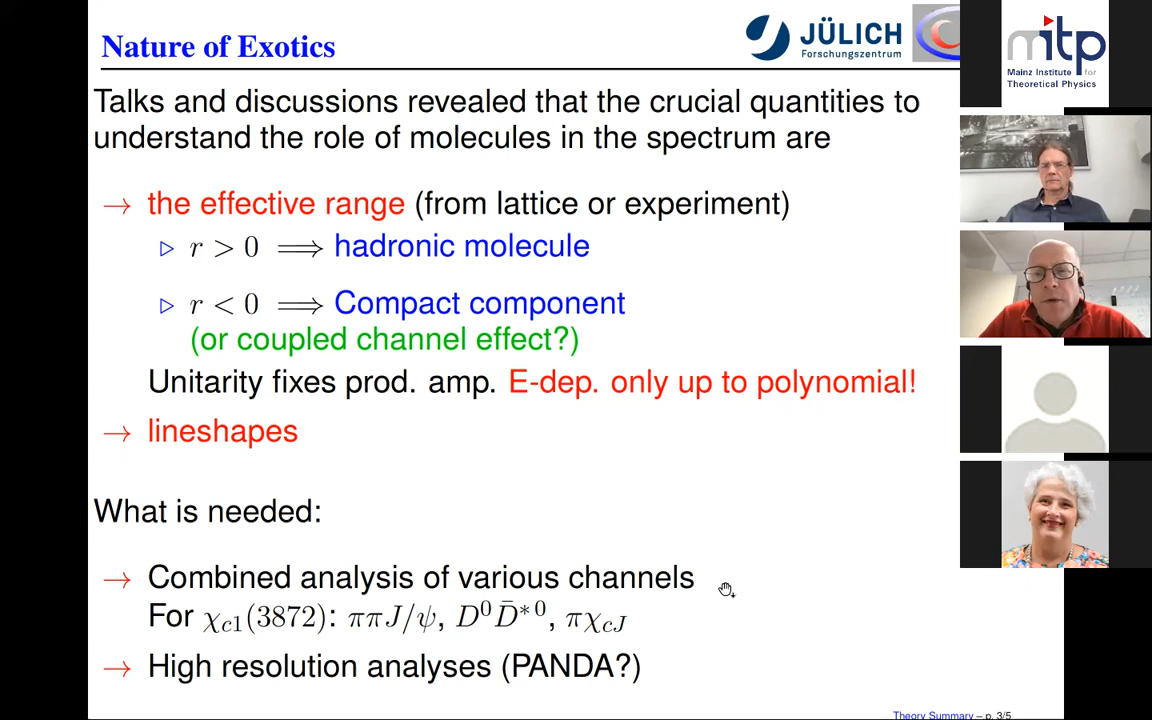 Nature of Exotics
JÜLICH
Forschungszentrum
mitp
Mainz Institute for
Theoretical Physics
Talks and discussions revealed that the crucial quantities to
understand the role of molecules in the spectrum are
→ the effective range (from lattice or experiment)
▷ r > 0 ⟹ hadronic molecule
▷ r < 0 ⟹ Compact component
(or coupled channel effect?)
Unitarity fixes prod. amp. E-dep. only up to polynomial!
→ lineshapes
What is needed:
→ Combined analysis of various channels
For χ_{c1}(3872): ππJ/ψ, D⁰D̄*⁰, πχ_{cJ}
→ High resolution analyses (PANDA?)
Theory Summary – p. 3/5